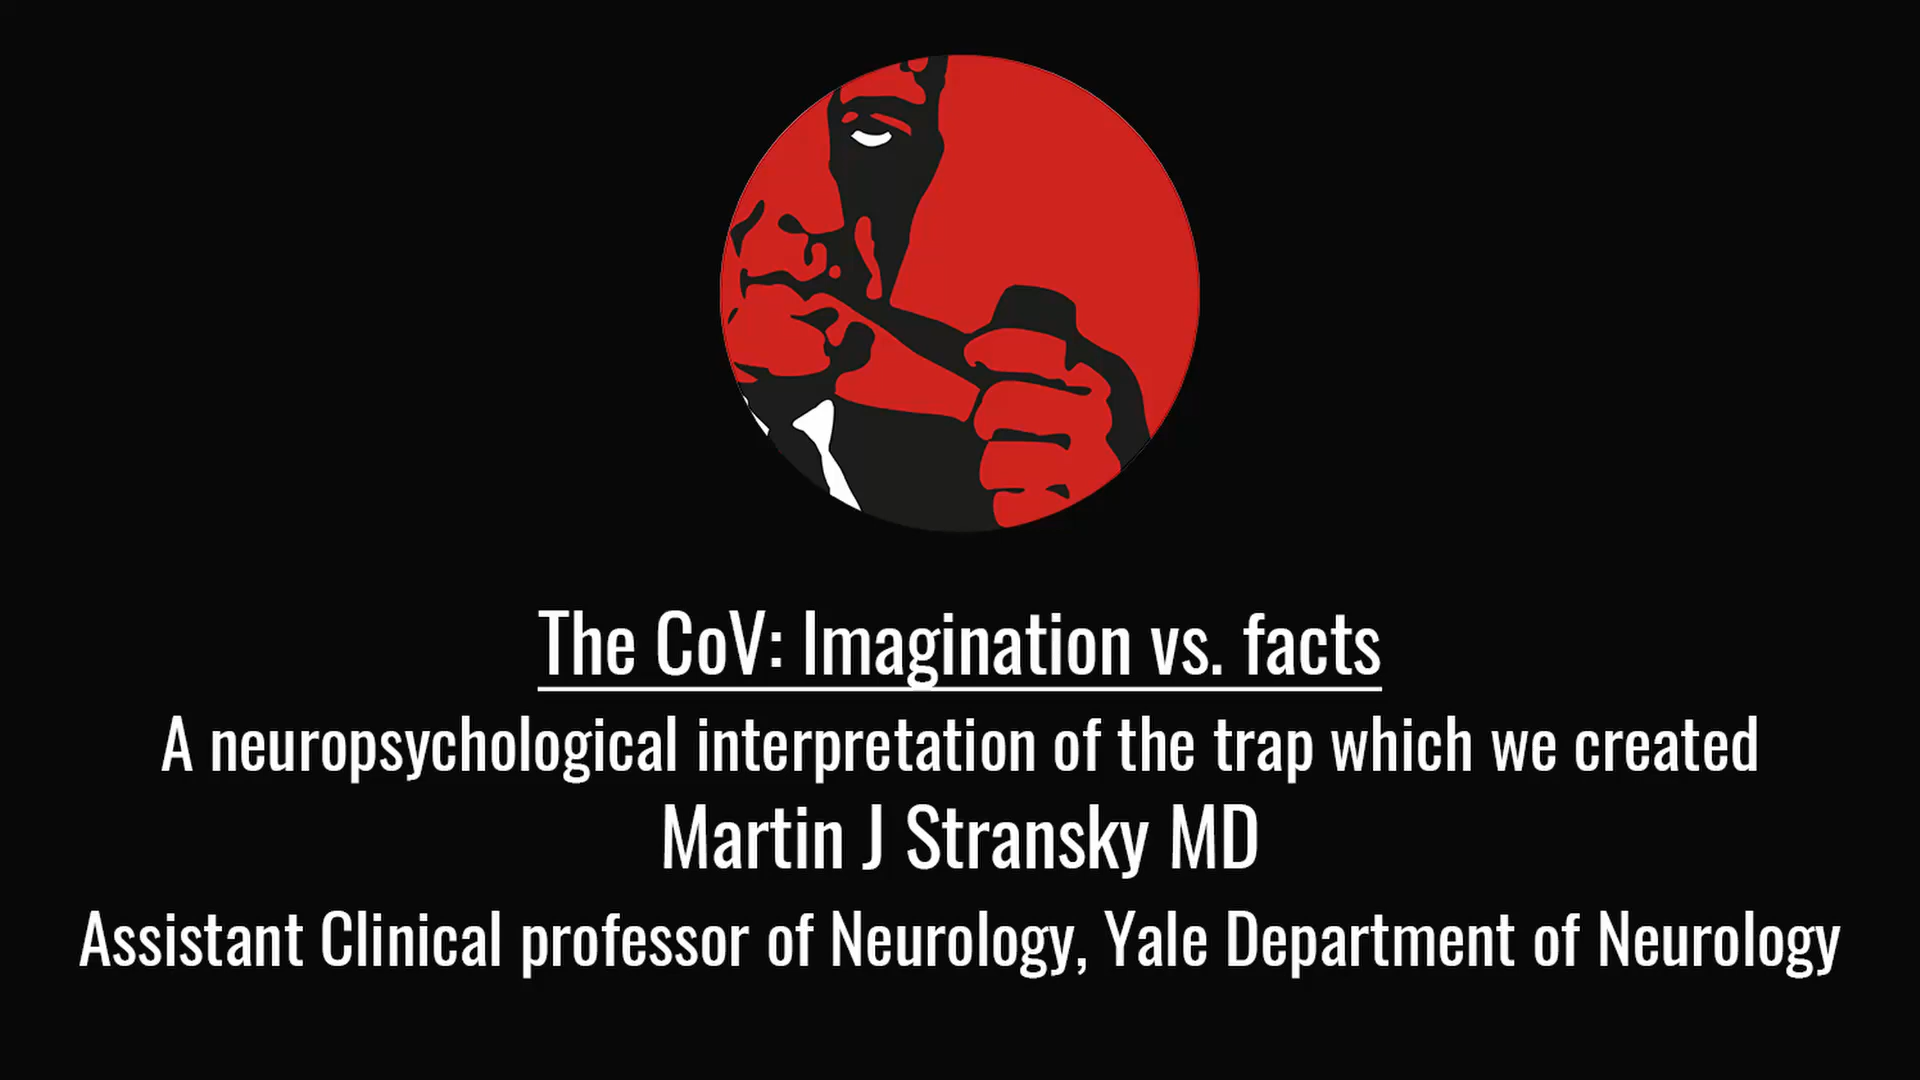 The CoV: Imagination vs. facts
A neuropsychological interpretation of the trap which we created
Martin J Stransky MD
Assistant Clinical professor of Neurology, Yale Department of Neurology